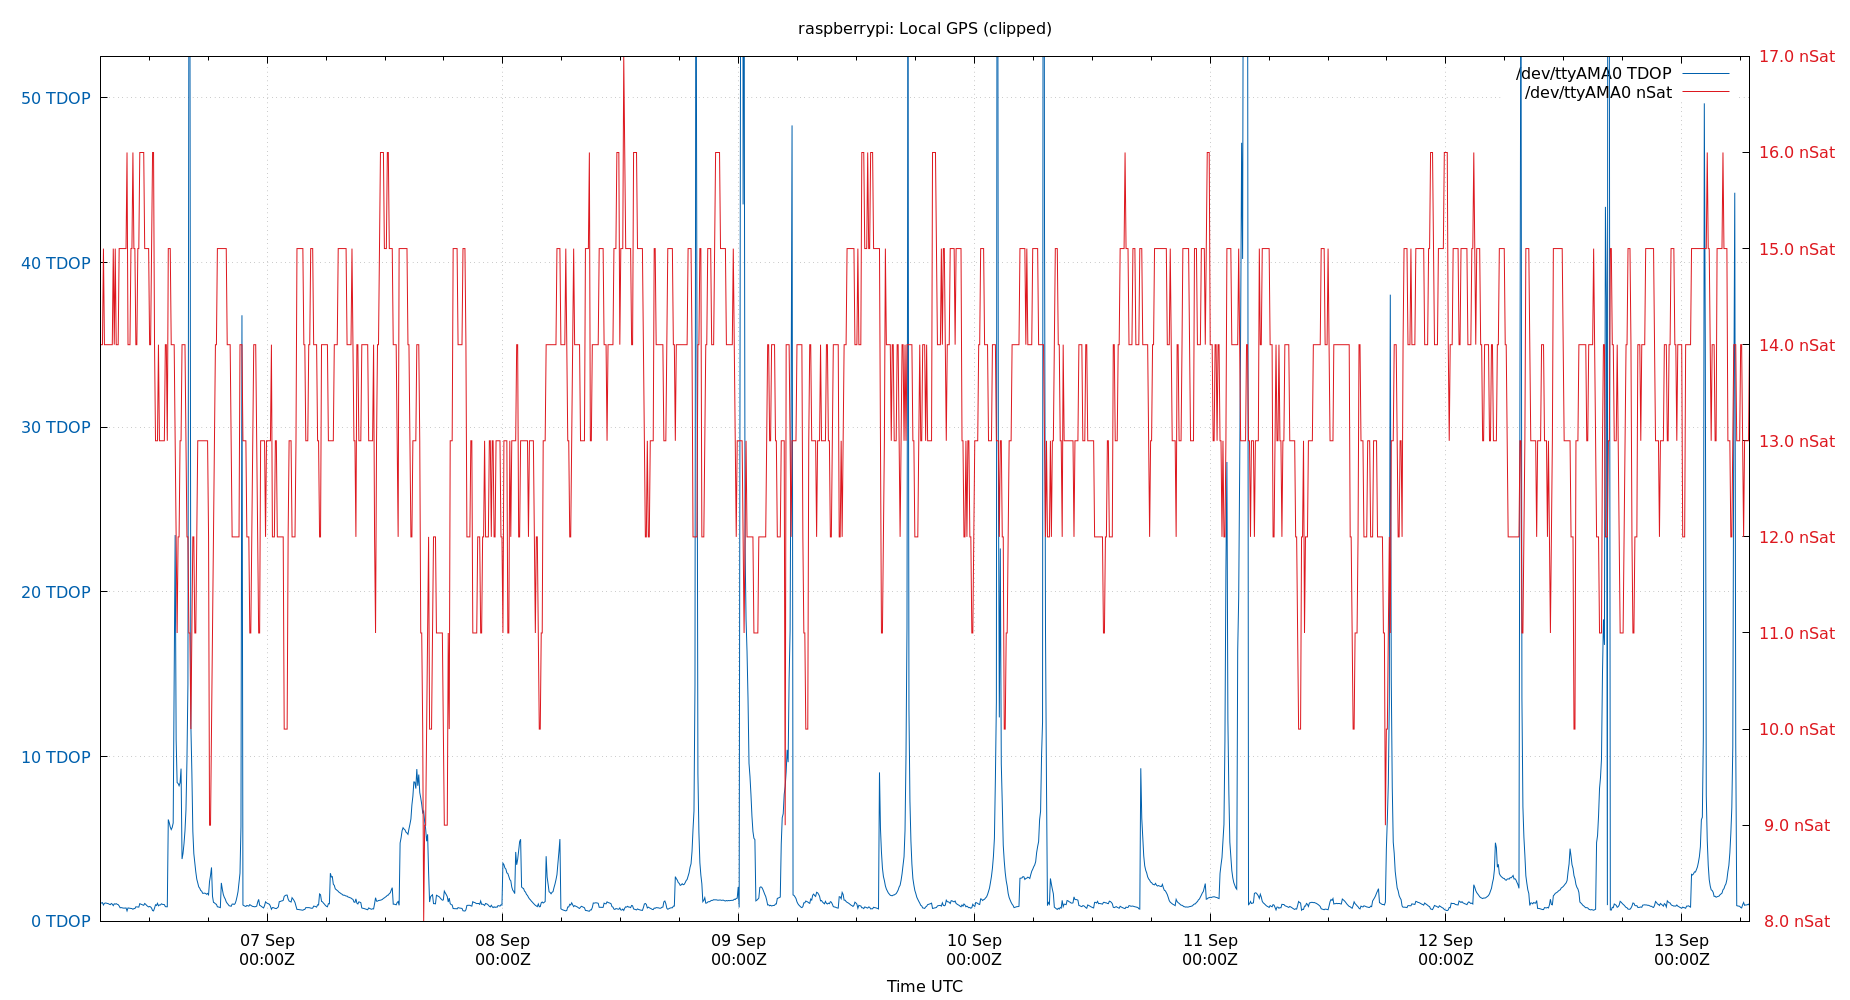 raspberrypi: Local GPS (clipped)
/dev/ttyAMA0 TDOP
/dev/ttyAMA0 nSat
50 TDOP
40 TDOP
30 TDOP
20 TDOP
10 TDOP
0 TDOP
17.0 nSat
16.0 nSat
15.0 nSat
14.0 nSat
13.0 nSat
12.0 nSat
11.0 nSat
10.0 nSat
9.0 nSat
8.0 nSat
07 Sep
00:00Z
08 Sep
00:00Z
09 Sep
00:00Z
10 Sep
00:00Z
11 Sep
00:00Z
12 Sep
00:00Z
13 Sep
00:00Z
Time UTC